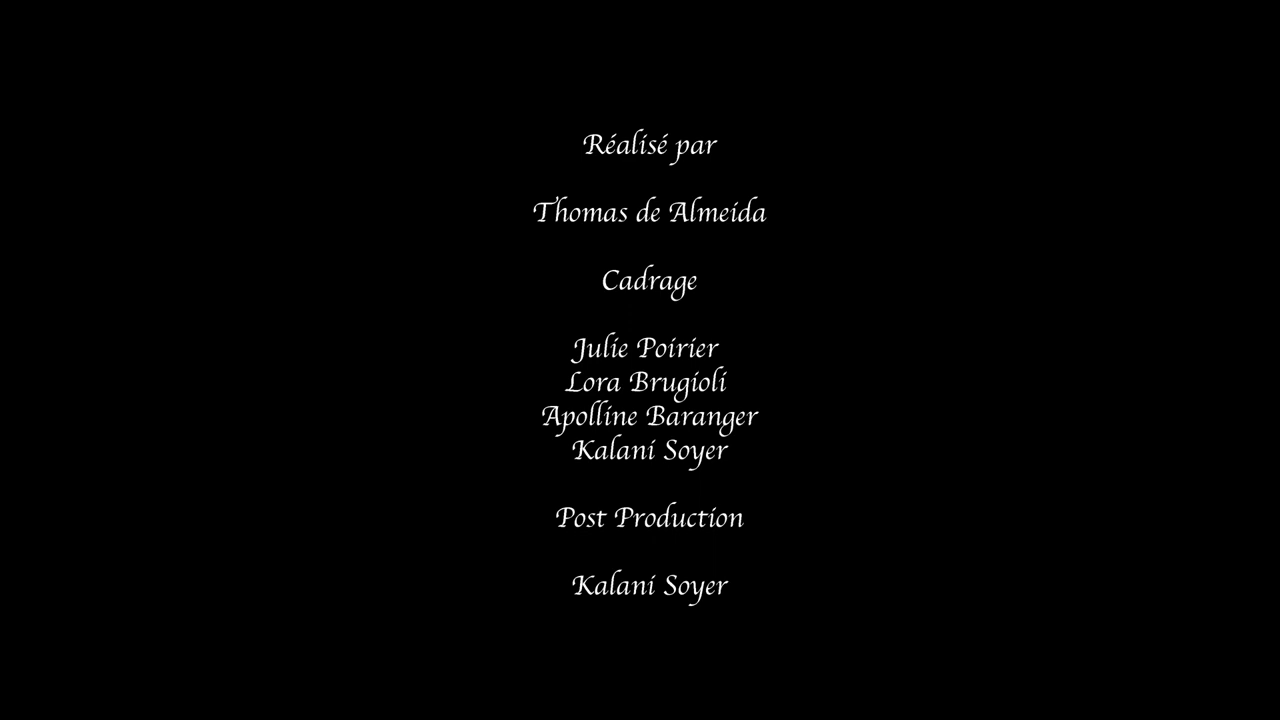 Réalisé par
Thomas de Almeida
Cadrage
Julie Poirier
Lora Brugioli
Apolline Baranger
Kalani Soyer
Post Production
Kalani Soyer